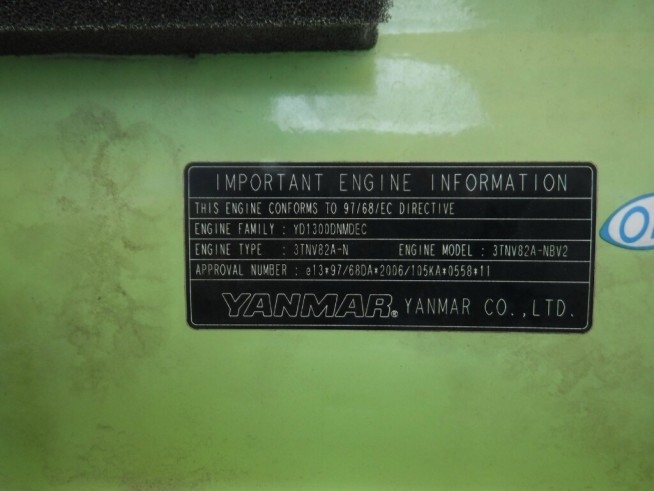 IMPORTANT ENGINE INFORMATION
THIS ENGINE CONFORMS TO 97/68/EC DIRECTIVE
ENGINE FAMILY : YD1300DNMDEC
ENGINE TYPE : 3TNV82A-N ENGINE MODEL : 3TNV82A-NBV2
APPROVAL NUMBER : e13*97/68DA*2006/105KA*0558*11
YANMAR® YANMAR CO.,LTD.